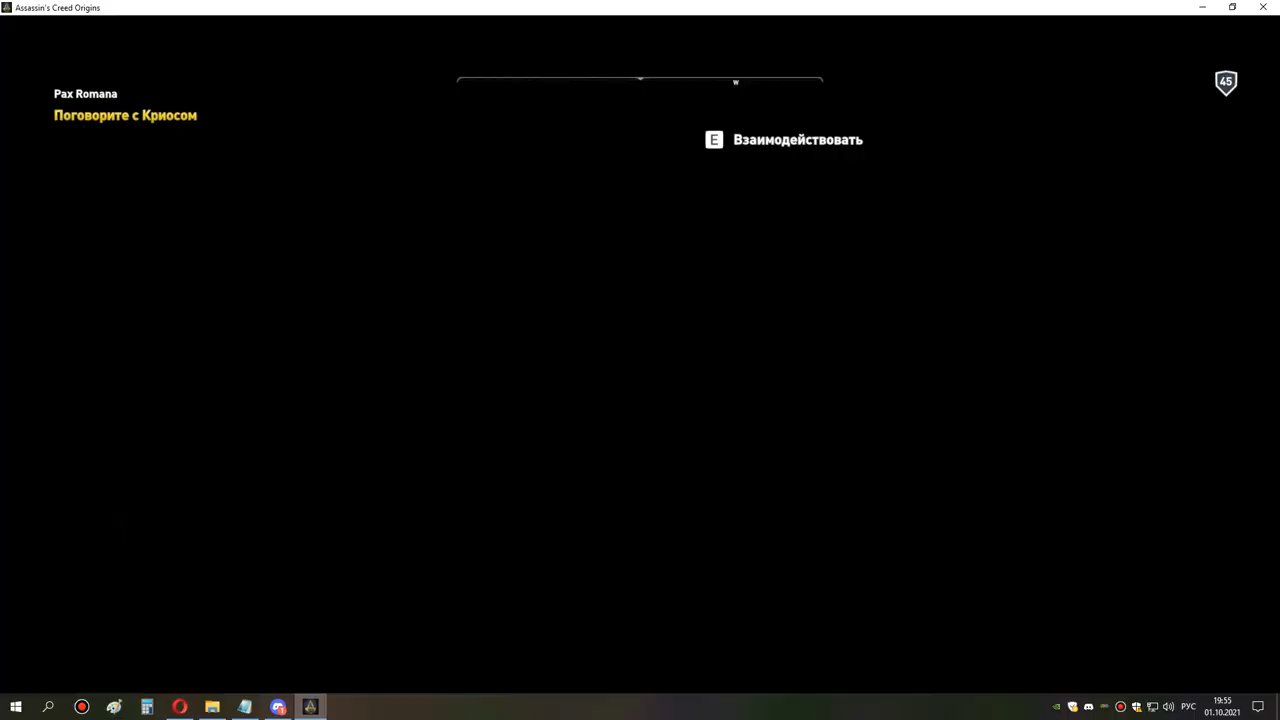 Assassin's Creed Origins
W
45
Pax Romana
Поговорите с Криосом
E Взаимодействовать
РУС
19:55
01.10.2021